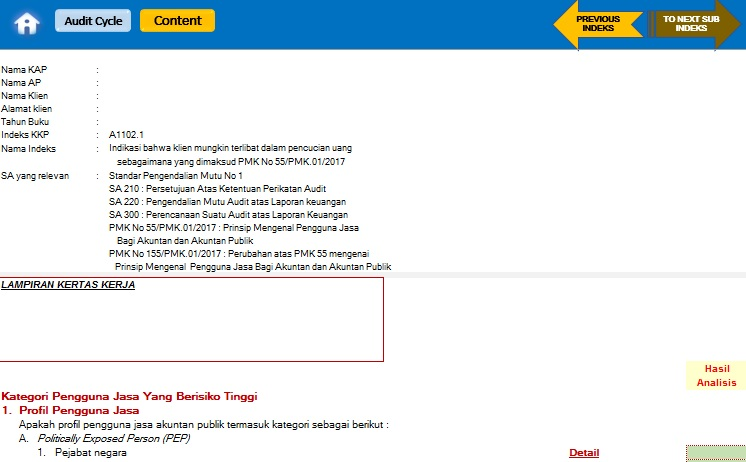 Audit Cycle
Content
PREVIOUS
INDEKS
TO NEXT SUB
INDEKS
Nama KAP :
Nama AP :
Nama Klien :
Alamat klien :
Tahun Buku :
Indeks KKP : A1102.1
Nama Indeks : Indikasi bahwa klien mungkin terlibat dalam pencucian uang
sebagaimana yang dimaksud PMK No 55/PMK.01/2017
SA yang relevan : Standar Pengendalian Mutu No 1
SA 210 : Persetujuan Atas Ketentuan Perikatan Audit
SA 220 : Pengendalian Mutu Audit atas Laporan keuangan
SA 300 : Perencanaan Suatu Audit atas Laporan Keuangan
PMK No 55/PMK.01/2017 : Prinsip Mengenal Pengguna Jasa
Bagi Akuntan dan Akuntan Publik
PMK No 155/PMK.01/2017 : Perubahan atas PMK 55 mengenai
Prinsip Mengenal Pengguna Jasa Bagi Akuntan dan Akuntan Publik
LAMPIRAN KERTAS KERJA
Hasil
Analisis
Kategori Pengguna Jasa Yang Berisiko Tinggi
1. Profil Pengguna Jasa
Apakah profil pengguna jasa akuntan publik termasuk kategori sebagai berikut :
A. Politically Exposed Person (PEP)
1. Pejabat negara Detail